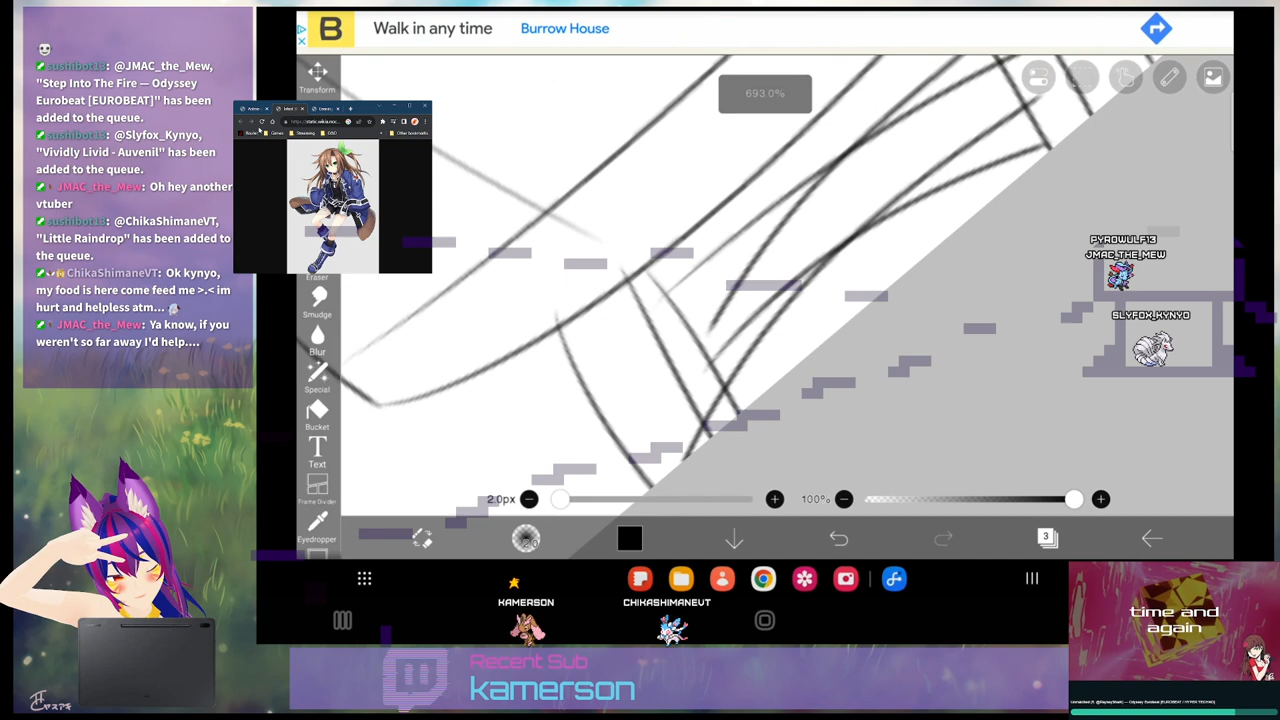 sushibot13: @JMAC_the_Mew,
"Step Into The Fire — Odyssey
Eurobeat [EUROBEAT]" has been
added to the queue.
sushibot13: @Slyfox_Kynyo,
"Vividly Livid - Auvenil" has been
added to the queue.
JMAC_the_Mew: Oh hey another
vtuber
sushibot13: @ChikaShimaneVT,
"Little Raindrop" has been added to
the queue.
ChikaShimaneVT: Ok kynyo,
my food is here come feed me >.< im
hurt and helpless atm...
JMAC_the_Mew: Ya know, if you
weren't so far away I'd help....
B
Walk in any time
Burrow House
693.0%
Transform
Eraser
Smudge
Blur
Special
Bucket
T
Text
Frame Divider
Eyedropper
2.0px
100%
3
PYROWULF13
JMAC_THE_MEW
SLYFOX_KYNYO
KAMERSON
CHIKASHIMANEVT
time and
again
Recent Sub
kamerson